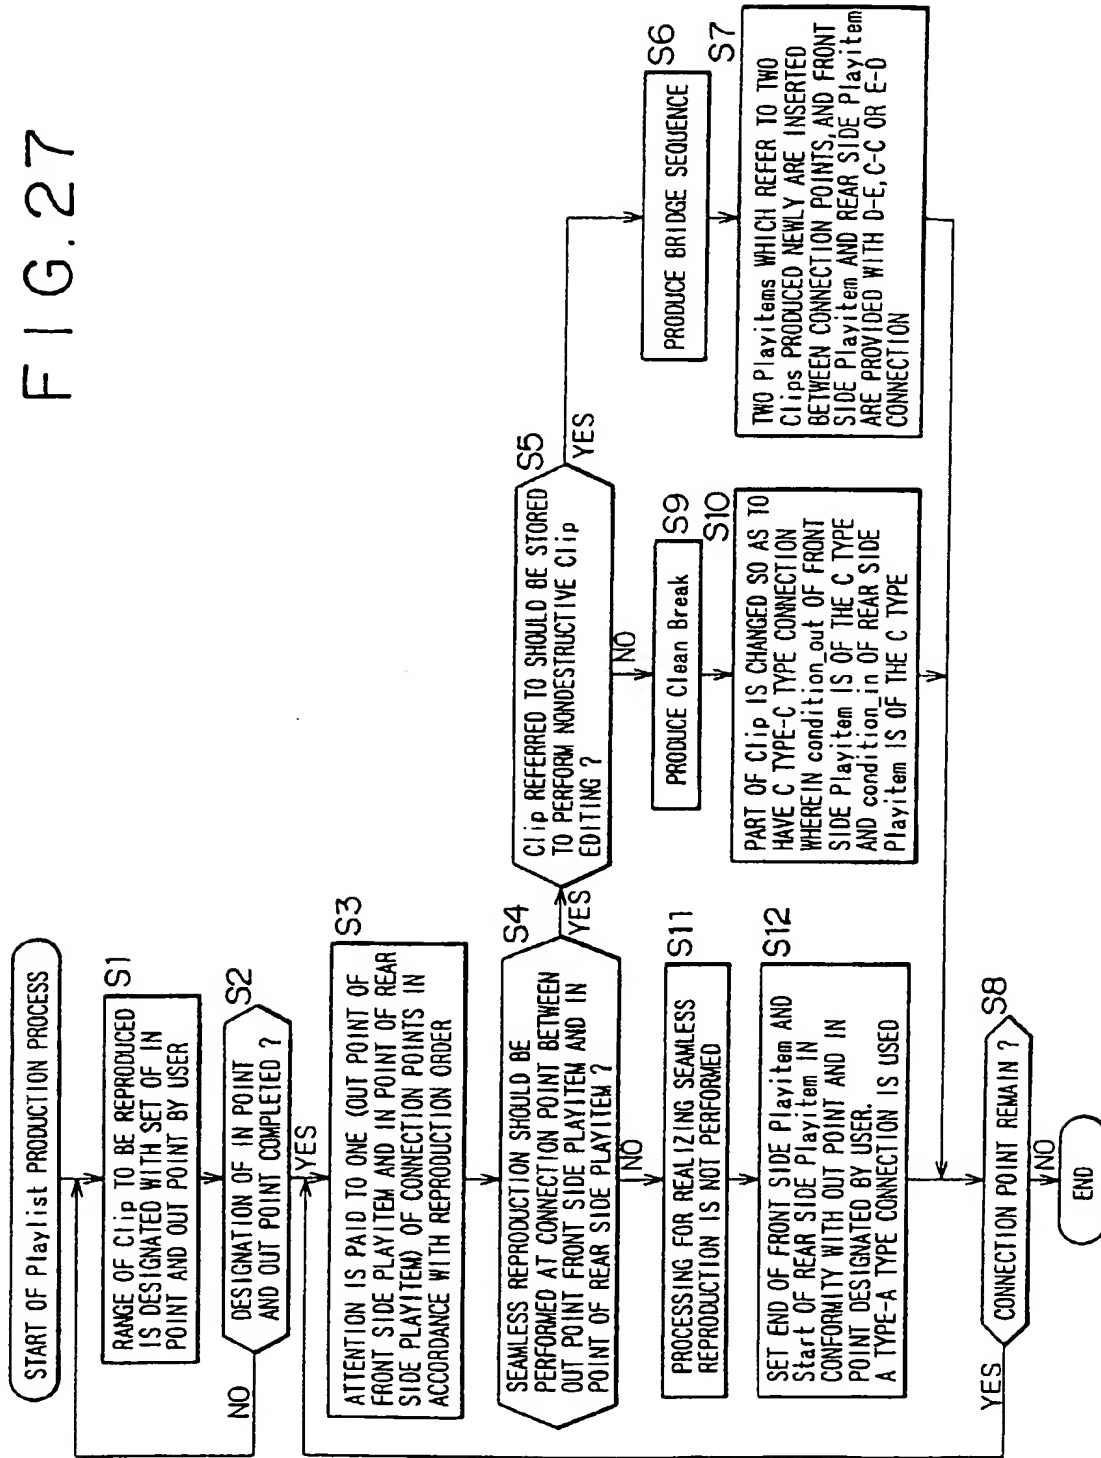 FIG.27
START OF Playlist PRODUCTION PROCESS
S1
RANGE OF Clip TO BE REPRODUCED
IS DESIGNATED WITH SET OF IN
POINT AND OUT POINT BY USER
S2
DESIGNATION OF IN POINT
AND OUT POINT COMPLETED ?
NO
YES
S3
ATTENTION IS PAID TO ONE (OUT POINT OF
FRONT SIDE PLAYITEM AND IN POINT OF REAR
SIDE PLAYITEM) OF CONNECTION POINTS IN
ACCORDANCE WITH REPRODUCTION ORDER
S4
SEAMLESS REPRODUCTION SHOULD BE
PERFORMED AT CONNECTION POINT BETWEEN
OUT POINT FRONT SIDE PLAYITEM AND IN
POINT OF REAR SIDE PLAYITEM ?
YES
NO
S5
Clip REFERRED TO SHOULD BE STORED
TO PERFORM NONDESTRUCTIVE Clip
EDITING ?
YES
NO
S6
PRODUCE BRIDGE SEQUENCE
S7
TWO Playitems WHICH REFER TO TWO
Clips PRODUCED NEWLY ARE INSERTED
BETWEEN CONNECTION POINTS, AND FRONT
SIDE Playitem AND REAR SIDE Playitem
ARE PROVIDED WITH D-E, C-C OR E-D
CONNECTION
S9
PRODUCE Clean Break
S10
PART OF Clip IS CHANGED SO AS TO
HAVE C TYPE-C TYPE CONNECTION
WHEREIN condition_out OF FRONT
SIDE Playitem IS OF THE C TYPE
AND condition_in OF REAR SIDE
Playitem IS OF THE C TYPE
S11
PROCESSING FOR REALIZING SEAMLESS
REPRODUCTION IS NOT PERFORMED
S12
SET END OF FRONT SIDE Playitem AND
Start OF REAR SIDE Playitem IN
CONFORMITY WITH OUT POINT AND IN
POINT DESIGNATED BY USER.
A TYPE-A TYPE CONNECTION IS USED
S8
CONNECTION POINT REMAIN ?
YES
NO
END